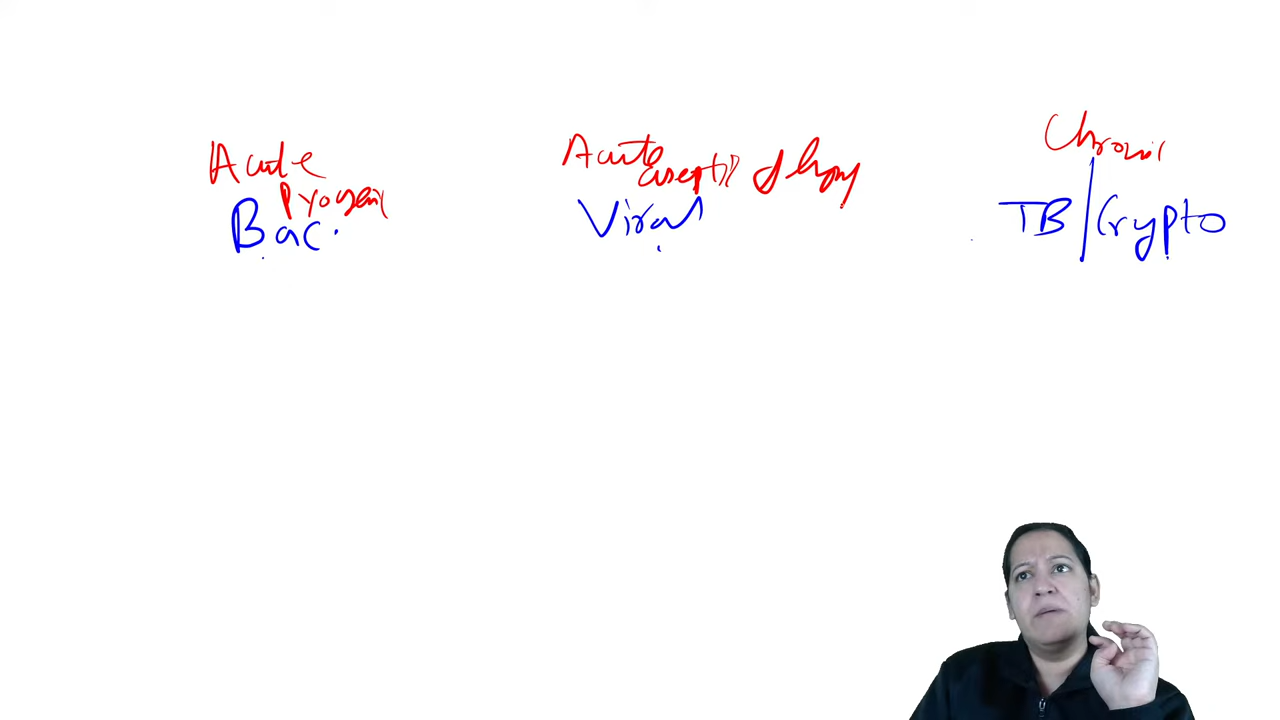 Acute
Pyogenic
Bac.
Acute
aseptic
Viral
Chronic
TB/Crypto